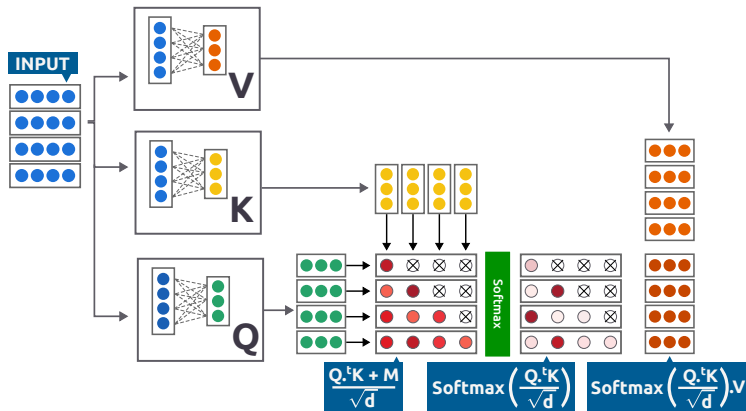 INPUT
V
K
Q
Softmax
Q.ᵗK + M
√d
Softmax(Q.ᵗK/√d)
Softmax(Q.ᵗK/√d).V